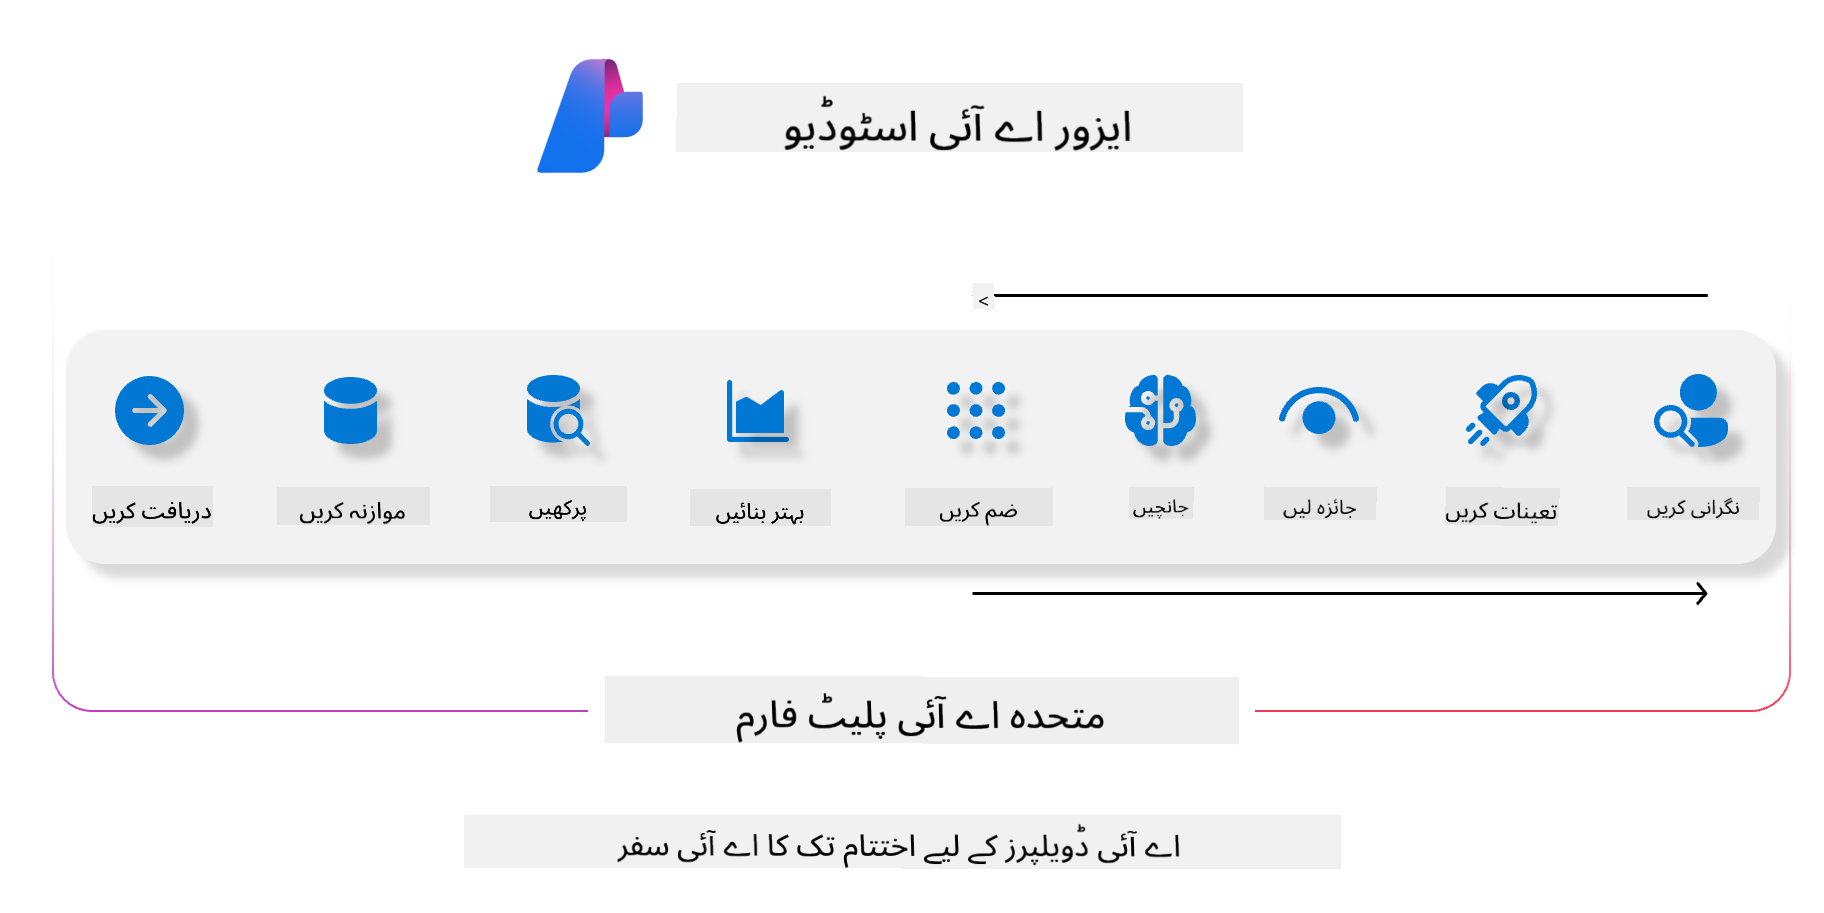 ایزور اے آئی اسٹوڈیو
<
دریافت کریں
موازنہ کریں
پرکھیں
بہتر بنائیں
ضم کریں
جانچیں
جائزہ لیں
تعینات کریں
نگرانی کریں
متحدہ اے آئی پلیٹ فارم
اے آئی ڈویلپرز کے لیے اختتام تک کا اے آئی سفر